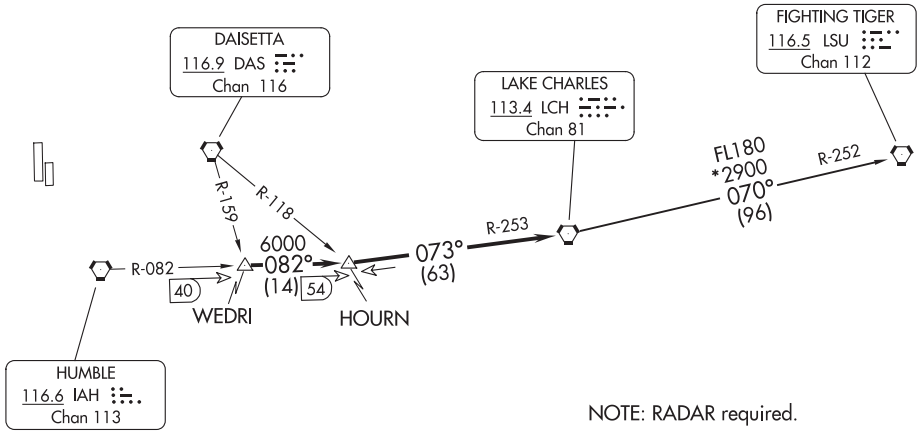 FIGHTING TIGER
116.5 LSU
Chan 112
DAISETTA
116.9 DAS
Chan 116
LAKE CHARLES
113.4 LCH
Chan 81
FL180
*2900
070°
(96)
R-252
R-159
R-118
R-253
073°
(63)
6000
082°
(14)
R-082
40
54
WEDRI
HOURN
HUMBLE
116.6 IAH
Chan 113
NOTE: RADAR required.